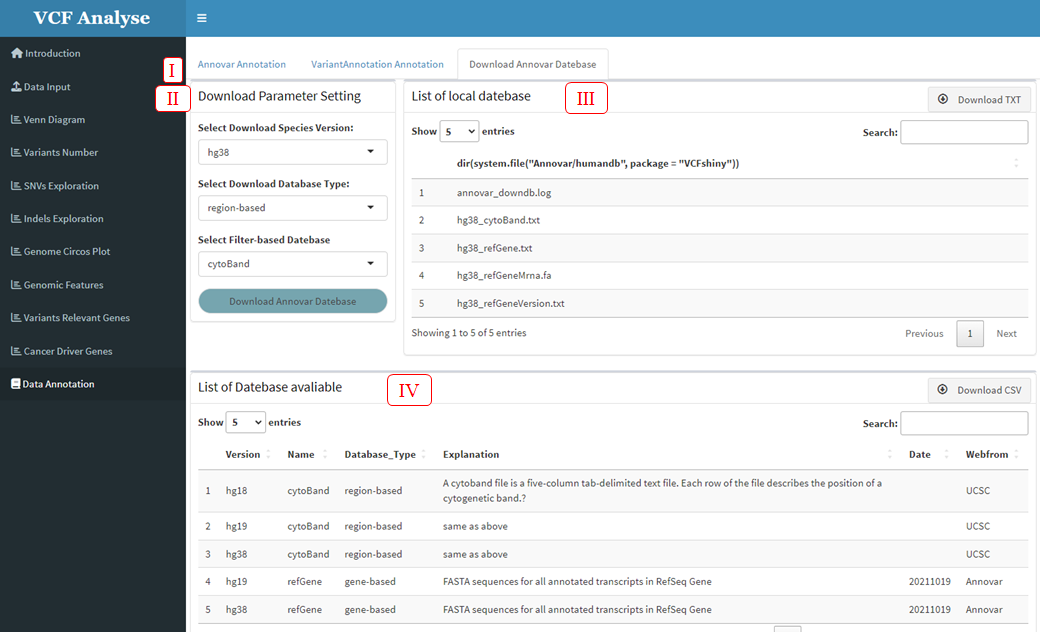 VCF Analyse
Introduction
Data Input
Venn Diagram
Variants Number
SNVs Exploration
Indels Exploration
Genome Circos Plot
Genomic Features
Variants Relevant Genes
Cancer Driver Genes
Data Annotation
I
Annovar Annotation VariantAnnotation Annotation Download Annovar Datebase
II
Download Parameter Setting
Select Download Species Version:
hg38
Select Download Database Type:
region-based
Select Filter-based Datebase
cytoBand
Download Annovar Datebase
List of local datebase
III
Download TXT
Show 5 entries
Search:
dir(system.file("Annovar/humandb", package = "VCFshiny"))
1 annovar_downdb.log
2 hg38_cytoBand.txt
3 hg38_refGene.txt
4 hg38_refGeneMrna.fa
5 hg38_refGeneVersion.txt
Showing 1 to 5 of 5 entries
Previous 1 Next
List of Datebase avaliable
IV
Download CSV
Show 5 entries
Search:
Version Name Database_Type Explanation Date Webfrom
1 hg18 cytoBand region-based A cytoband file is a five-column tab-delimited text file. Each row of the file describes the position of a
cytogenetic band.? UCSC
2 hg19 cytoBand region-based same as above UCSC
3 hg38 cytoBand region-based same as above UCSC
4 hg19 refGene gene-based FASTA sequences for all annotated transcripts in RefSeq Gene 20211019 Annovar
5 hg38 refGene gene-based FASTA sequences for all annotated transcripts in RefSeq Gene 20211019 Annovar